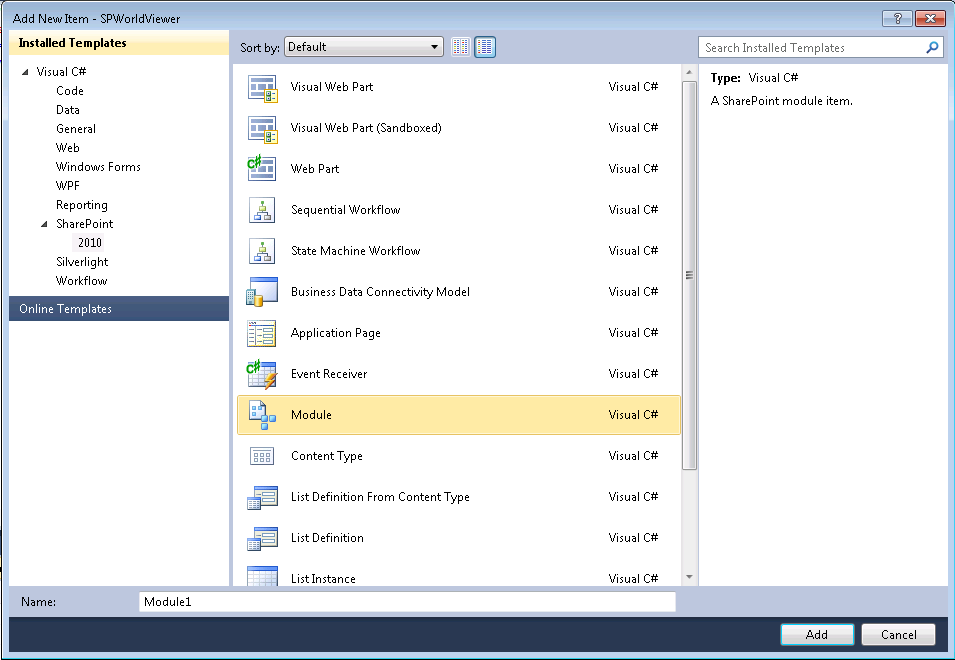 Add New Item - SPWorldViewer
?
Installed Templates
Visual C#
Code
Data
General
Web
Windows Forms
WPF
Reporting
SharePoint
2010
Silverlight
Workflow
Online Templates
Sort by: Default
Visual Web Part Visual C#
Visual Web Part (Sandboxed) Visual C#
Web Part Visual C#
Sequential Workflow Visual C#
State Machine Workflow Visual C#
Business Data Connectivity Model Visual C#
Application Page Visual C#
Event Receiver Visual C#
Module Visual C#
Content Type Visual C#
List Definition From Content Type Visual C#
List Definition Visual C#
List Instance Visual C#
Search Installed Templates
Type: Visual C#
A SharePoint module item.
Name: Module1
Add Cancel